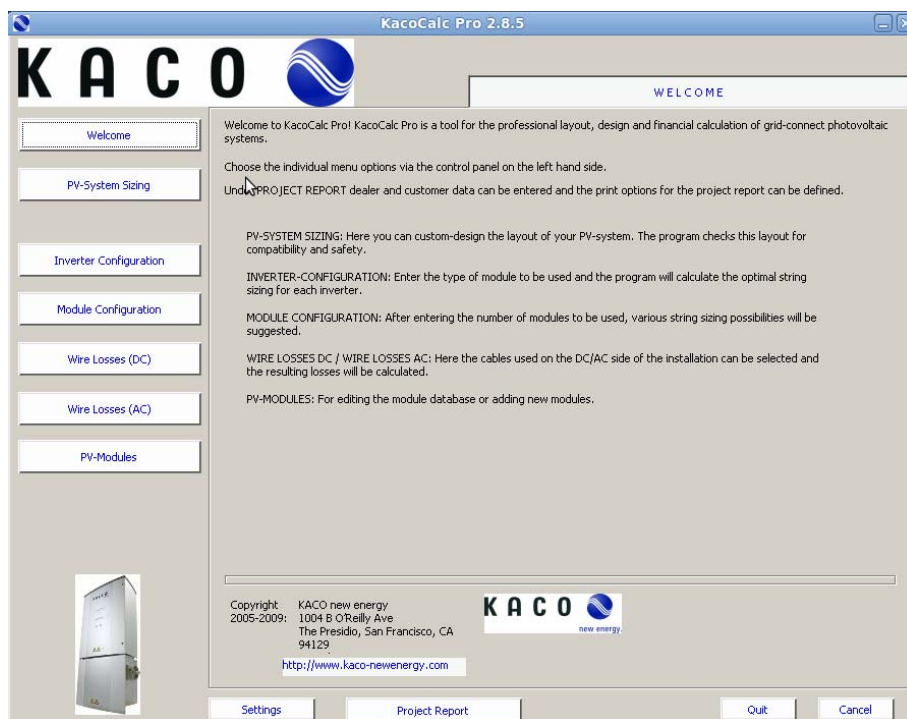 KacoCalc Pro 2.8.5
KACO
WELCOME
Welcome
PV-System Sizing
Inverter Configuration
Module Configuration
Wire Losses (DC)
Wire Losses (AC)
PV-Modules
Welcome to KacoCalc Pro! KacoCalc Pro is a tool for the professional layout, design and financial calculation of grid-connect photovoltaic
systems.
Choose the individual menu options via the control panel on the left hand side.
Under PROJECT REPORT dealer and customer data can be entered and the print options for the project report can be defined.
PV-SYSTEM SIZING: Here you can custom-design the layout of your PV-system. The program checks this layout for
compatibility and safety.
INVERTER-CONFIGURATION: Enter the type of module to be used and the program will calculate the optimal string
sizing for each inverter.
MODULE CONFIGURATION: After entering the number of modules to be used, various string sizing possibilities will be
suggested.
WIRE LOSSES DC / WIRE LOSSES AC: Here the cables used on the DC/AC side of the installation can be selected and
the resulting losses will be calculated.
PV-MODULES: For editing the module database or adding new modules.
Copyright
2005-2009:
KACO new energy
1004 B O'Reilly Ave
The Presidio, San Francisco, CA
94129
http://www.kaco-newenergy.com
KACO
new energy.
Settings
Project Report
Quit
Cancel